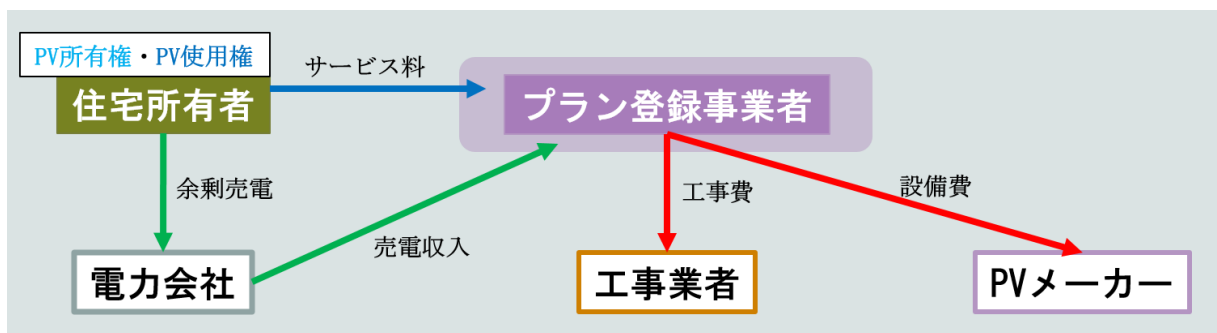 PV所有権・PV使用権
住宅所有者
サービス料
プラン登録事業者
余剰売電
売電収入
工事費
設備費
電力会社
工事業者
PVメーカー